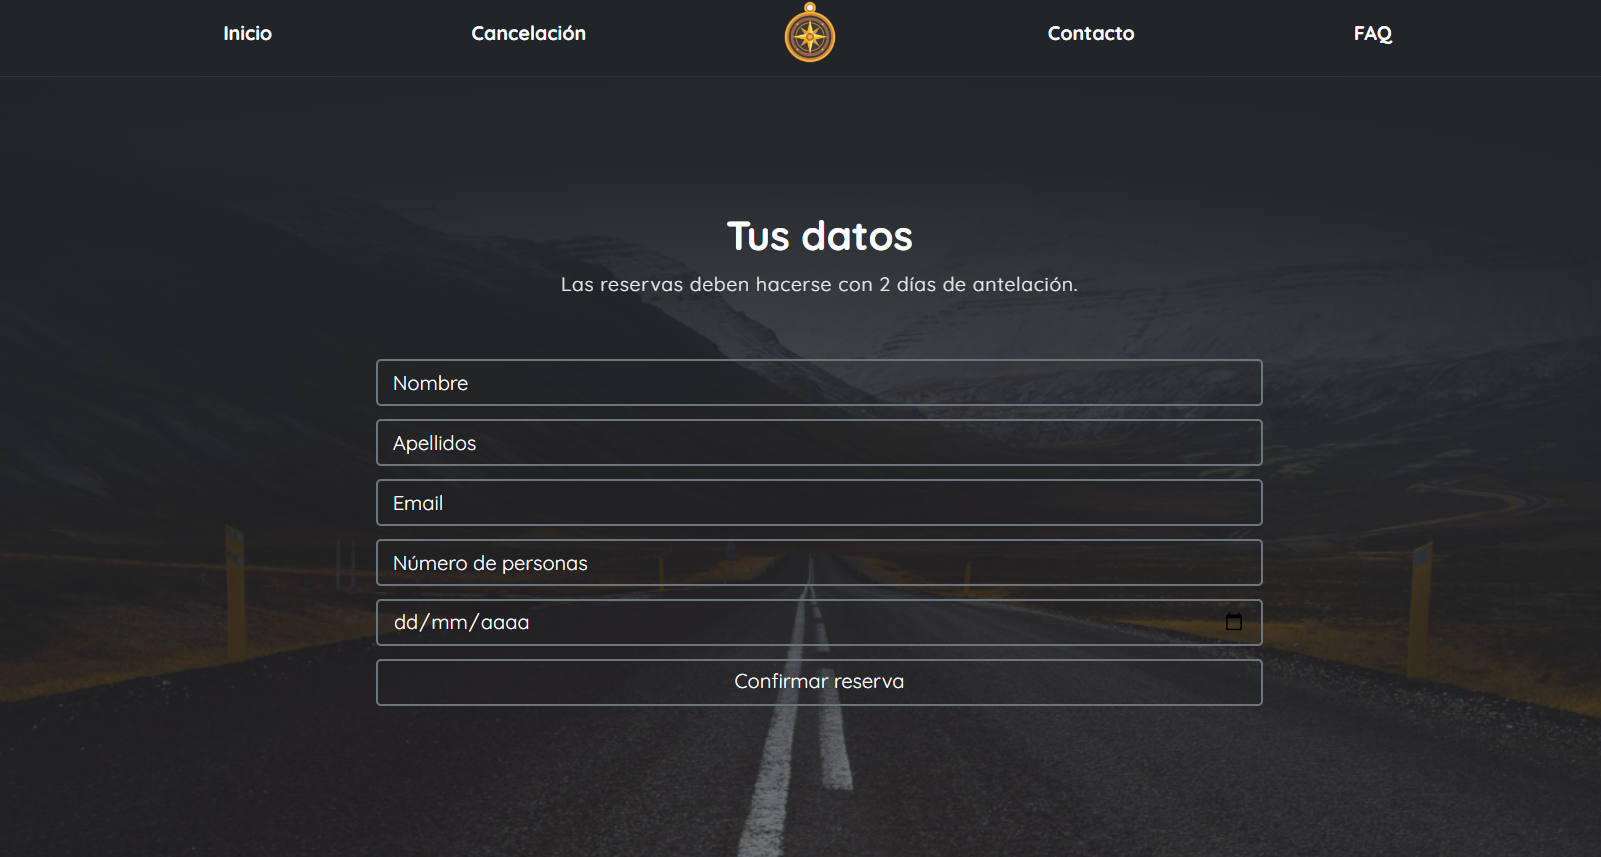 Inicio
Cancelación
Contacto
FAQ
Tus datos
Las reservas deben hacerse con 2 días de antelación.
Nombre
Apellidos
Email
Número de personas
dd/mm/aaaa
Confirmar reserva